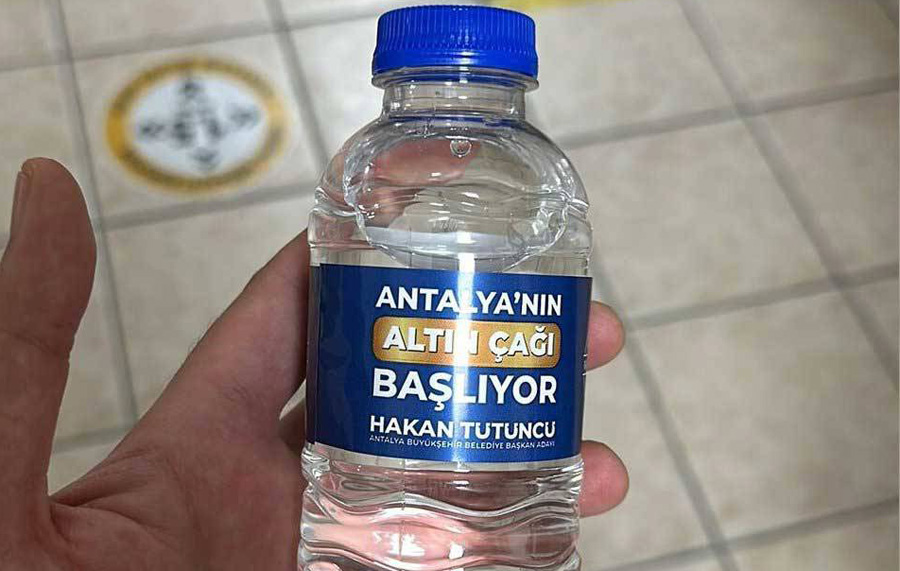 ANTALYA'NIN
ALTIN ÇAĞI
BAŞLIYOR
HAKAN TUTUNCU
ANTALYA BÜYÜKŞEHİR BELEDİYE BAŞKAN ADAYI